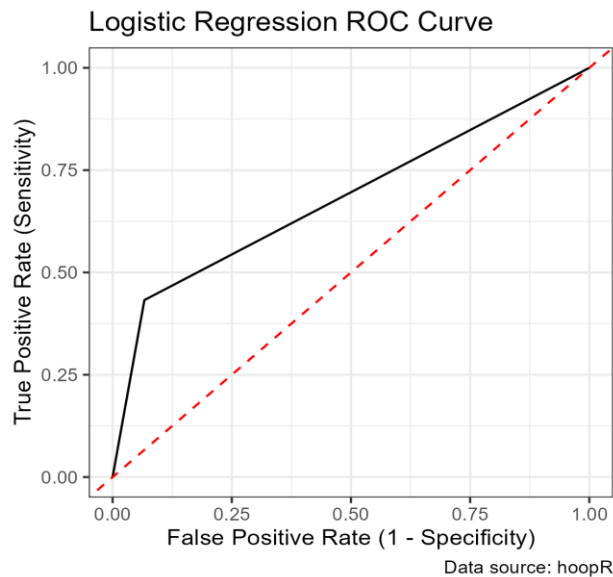 Logistic Regression ROC Curve
True Positive Rate (Sensitivity)
1.00
0.75
0.50
0.25
0.00
0.00 0.25 0.50 0.75 1.00
False Positive Rate (1 - Specificity)
Data source: hoopR